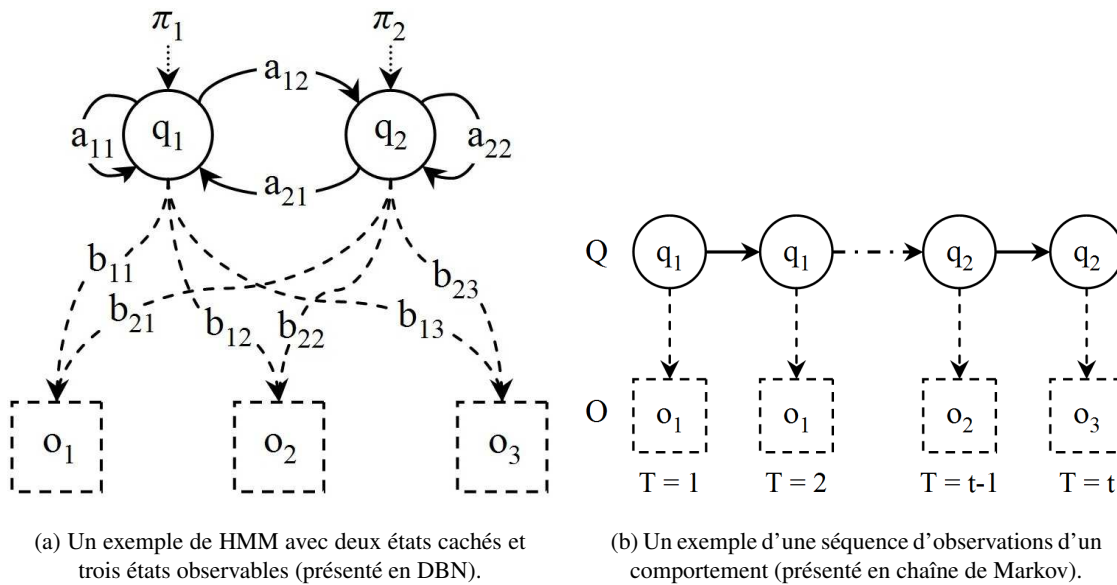 π₁ π₂
a₁₂
q₁ q₂
a₁₁ a₂₂
a₂₁
b₁₁ b₂₃
b₂₁ b₁₂ b₂₂ b₁₃
o₁ o₂ o₃
(a) Un exemple de HMM avec deux états cachés et
trois états observables (présenté en DBN).
Q q₁ q₁ q₂ q₂
O o₁ o₁ o₂ o₃
T = 1 T = 2 T = t-1 T = t
(b) Un exemple d'une séquence d'observations d'un
comportement (présenté en chaîne de Markov).